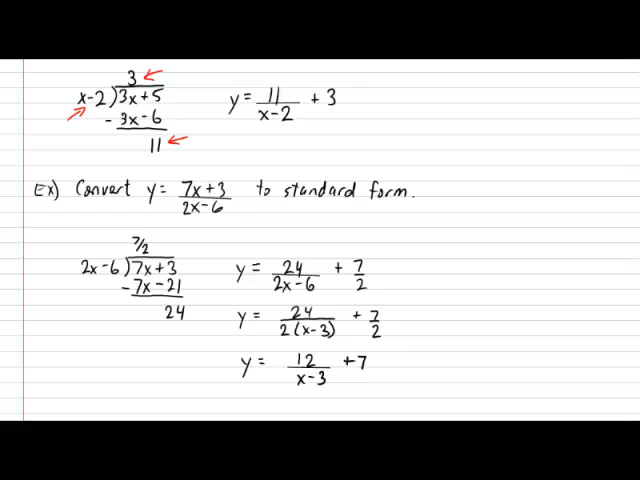 3
x-2 ) 3x+5
- 3x-6
11
y = 11/(x-2) + 3
Ex) Convert y = (7x+3)/(2x-6) to standard form.
7/2
2x-6 ) 7x+3
- 7x-21
24
y = 24/(2x-6) + 7/2
y = 24/(2(x-3)) + 7/2
y = 12/(x-3) + 7